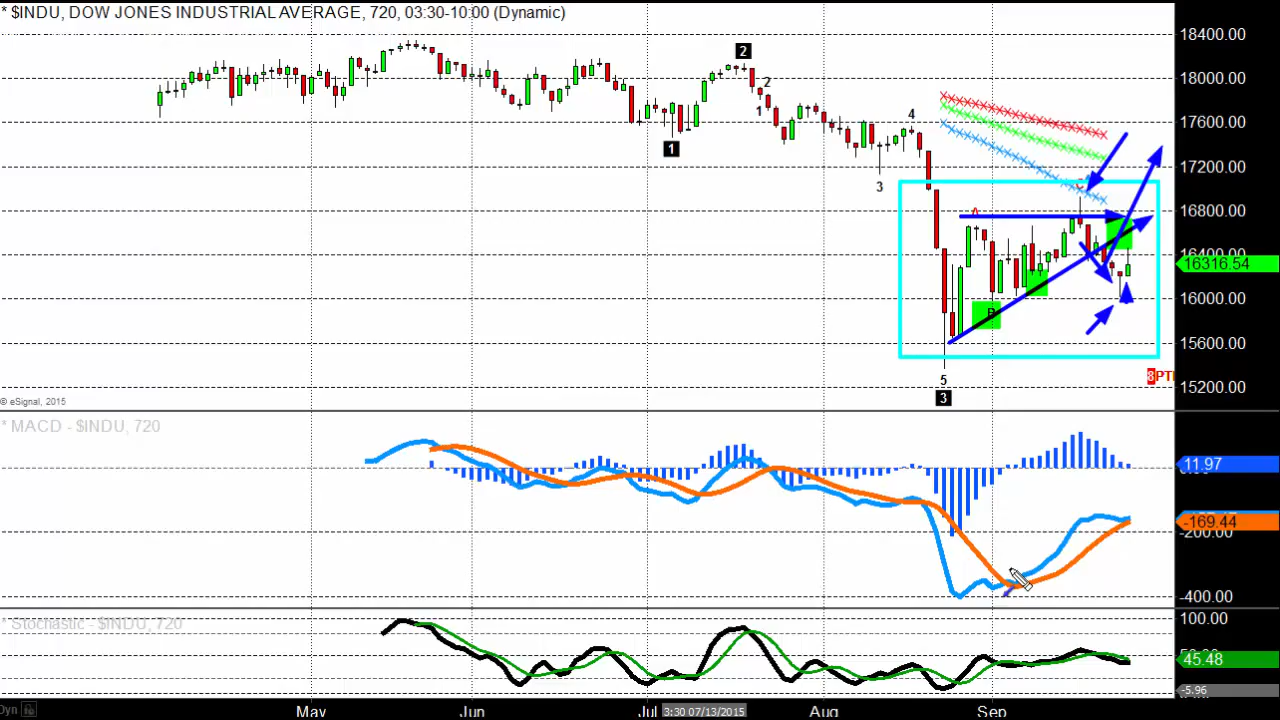 * $INDU, DOW JONES INDUSTRIAL AVERAGE, 720, 03:30-10:00 (Dynamic)
18400.00
18000.00
17600.00
17200.00
16800.00
16400.00
16316.54
16000.00
15600.00
15200.00
2
2
1
1
4
3
A
B
5
3
8 PTI
© eSignal, 2015
* MACD - $INDU, 720
11.97
-169.44
-200.00
-400.00
* Stochastic - $INDU, 720
100.00
45.48
-5.96
Dyn
May
Jun
Jul
3:30 07/13/2015
Aug
Sep